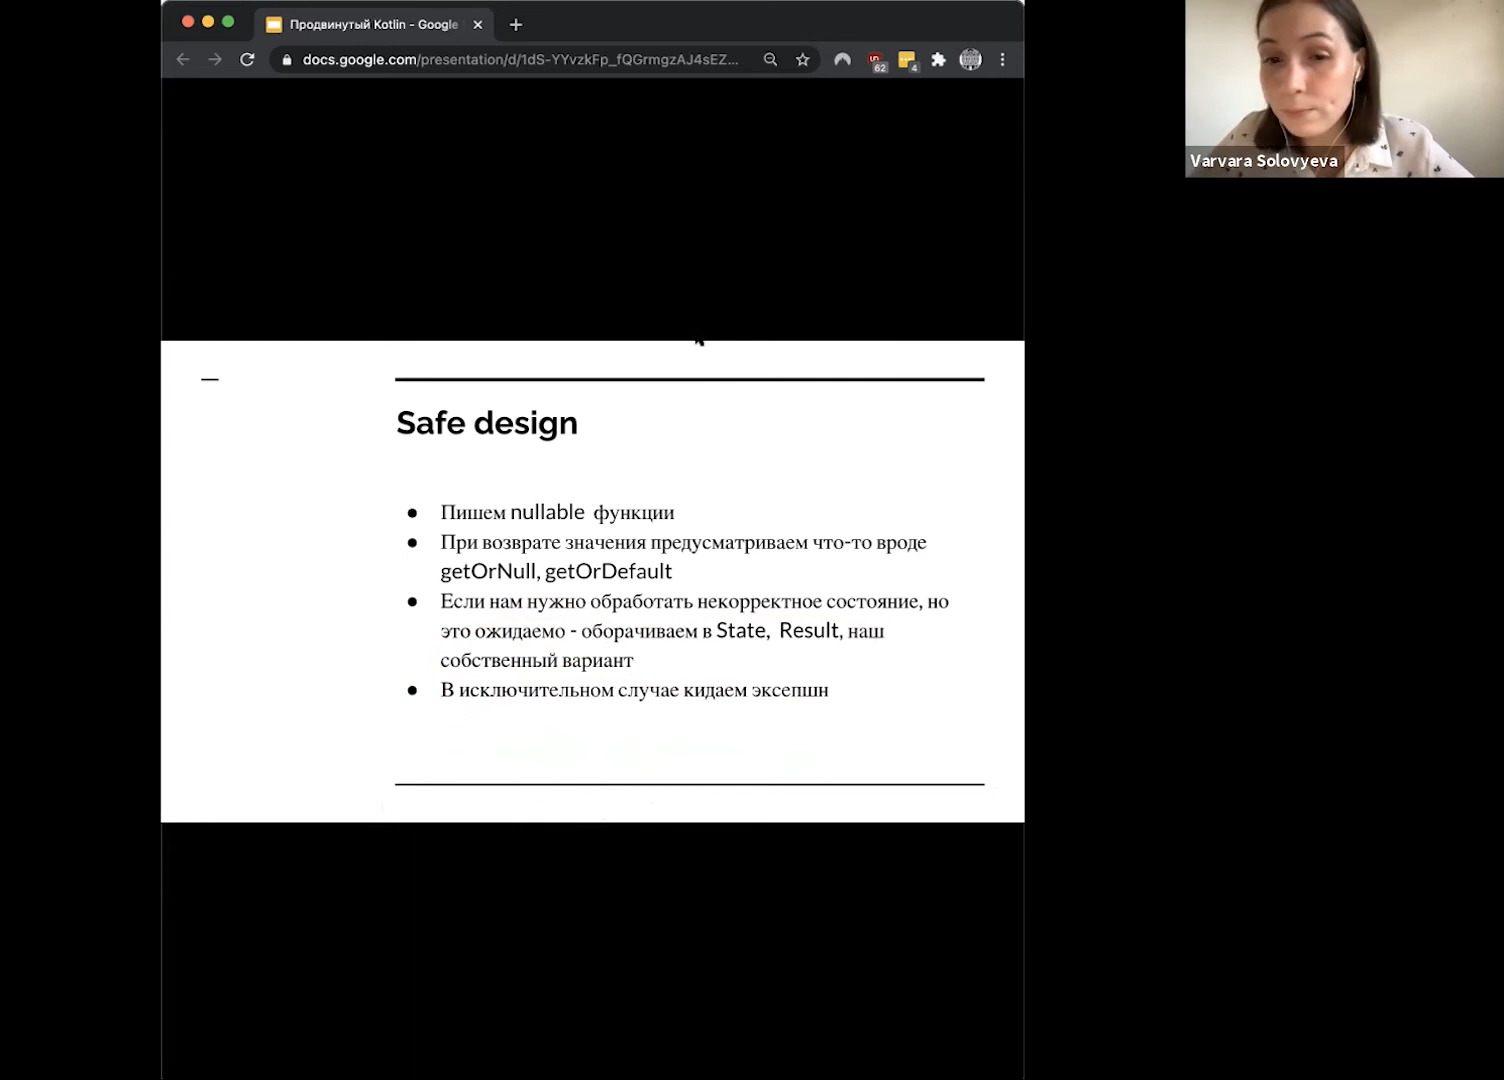 Продвинутый Kotlin - Google
docs.google.com/presentation/d/1dS-YYvzkFp_fQGrmgzAJ4sEZ...
62
4
Varvara Solovyeva
Safe design
● Пишем nullable функции
● При возврате значения предусматриваем что-то вроде
getOrNull, getOrDefault
● Если нам нужно обработать некорректное состояние, но
это ожидаемо - оборачиваем в State, Result, наш
собственный вариант
● В исключительном случае кидаем эксепшн